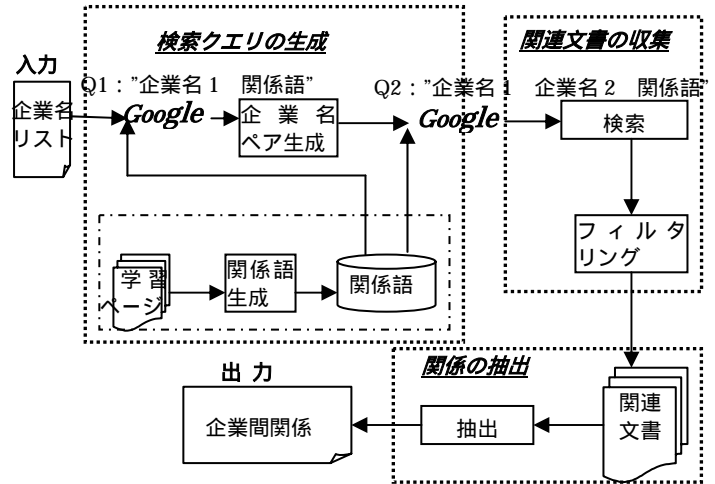 検索クエリの生成
関連文書の収集
入力
Q1："企業名1 関係語"
Q2："企業名1 企業名2 関係語"
企業名
リスト
Google
企業名
ペア生成
Google
検索
フィルタ
リング
学習
ページ
関係語
生成
関係語
関係の抽出
出力
企業間関係
抽出
関連
文書